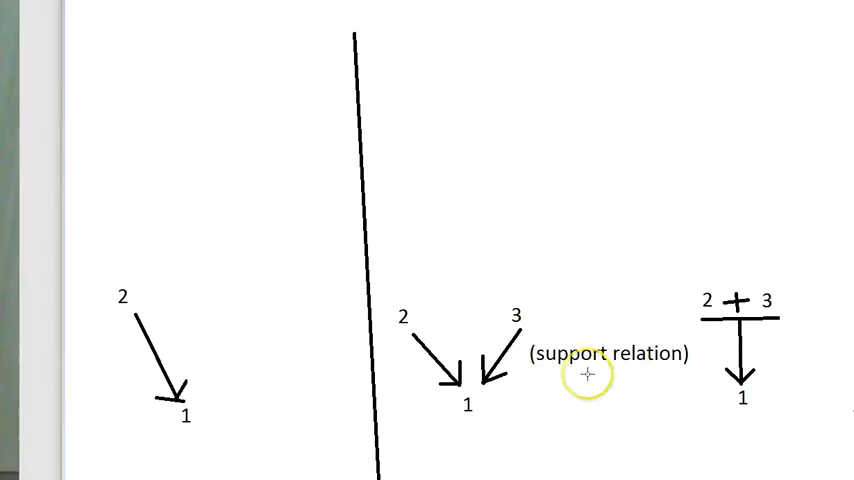 2
1
2 3
(support relation)
1
2 + 3
1